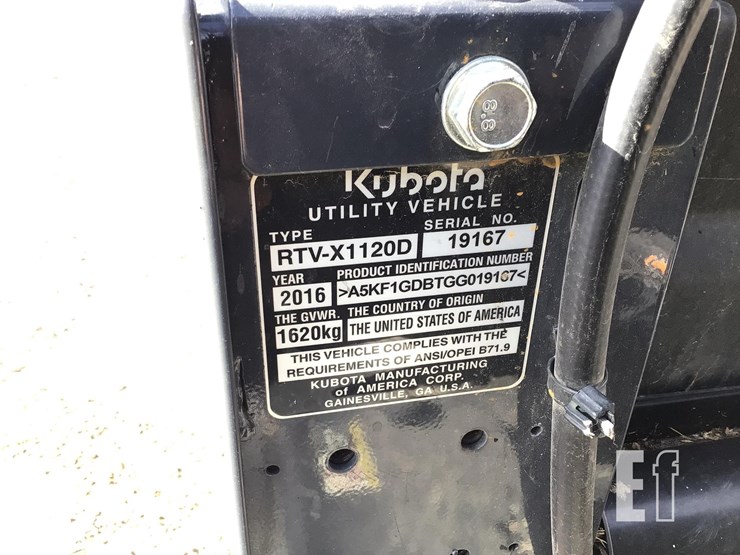 8.8
Kubota
UTILITY VEHICLE
TYPE SERIAL NO.
RTV-X1120D 19167
YEAR PRODUCT IDENTIFICATION NUMBER
2016 >A5KF1GDBTGG019167<
THE GVWR. THE COUNTRY OF ORIGIN
1620kg THE UNITED STATES OF AMERICA
THIS VEHICLE COMPLIES WITH THE
REQUIREMENTS OF ANSI/OPEI B71.9
KUBOTA MANUFACTURING
of AMERICA CORP.
GAINESVILLE, GA U.S.A.
Ef